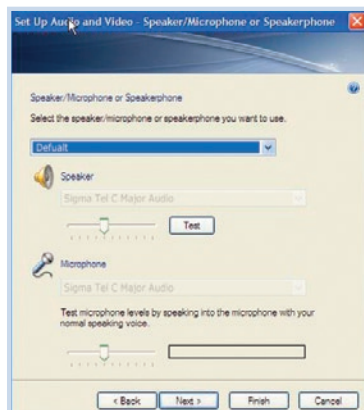 Set Up Audio and Video - Speaker/Microphone or Speakerphone
Speaker/Microphone or Speakerphone
Select the speaker/microphone or speakerphone you want to use.
Defualt
Speaker
Sigma Tel C Major Audio
Test
Microphone
Sigma Tel C Major Audio
Test microphone levels by speaking into the microphone with your
normal speaking voice.
< Back Next > Finish Cancel